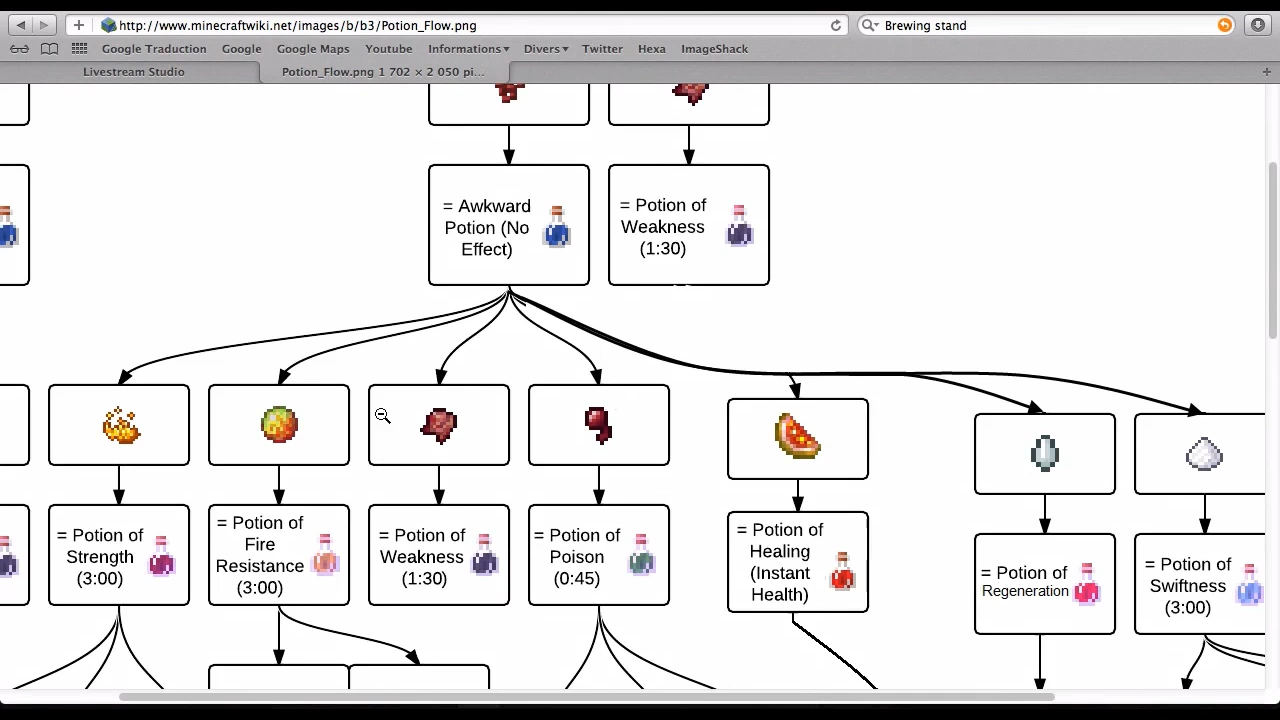 http://www.minecraftwiki.net/images/b/b3/Potion_Flow.png
Brewing stand
Google Traduction
Google
Google Maps
Youtube
Informations
Divers
Twitter
Hexa
ImageShack
Livestream Studio
Potion_Flow.png 1 702 × 2 050 pi...
= Awkward
Potion (No
Effect)
= Potion of
Weakness
(1:30)
= Potion of
Strength
(3:00)
= Potion of
Fire
Resistance
(3:00)
= Potion of
Weakness
(1:30)
= Potion of
Poison
(0:45)
= Potion of
Healing
(Instant
Health)
= Potion of
Regeneration
= Potion of
Swiftness
(3:00)